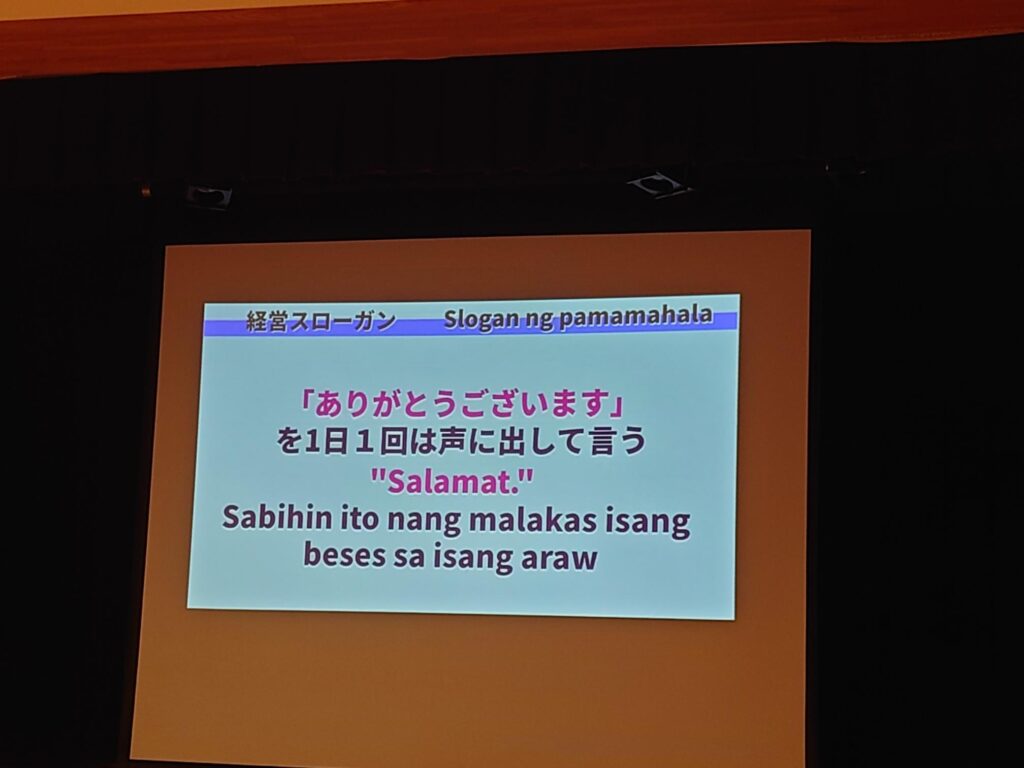 経営スローガン Slogan ng pamamahala
「ありがとうございます」
を1日１回は声に出して言う
"Salamat."
Sabihin ito nang malakas isang
beses sa isang araw